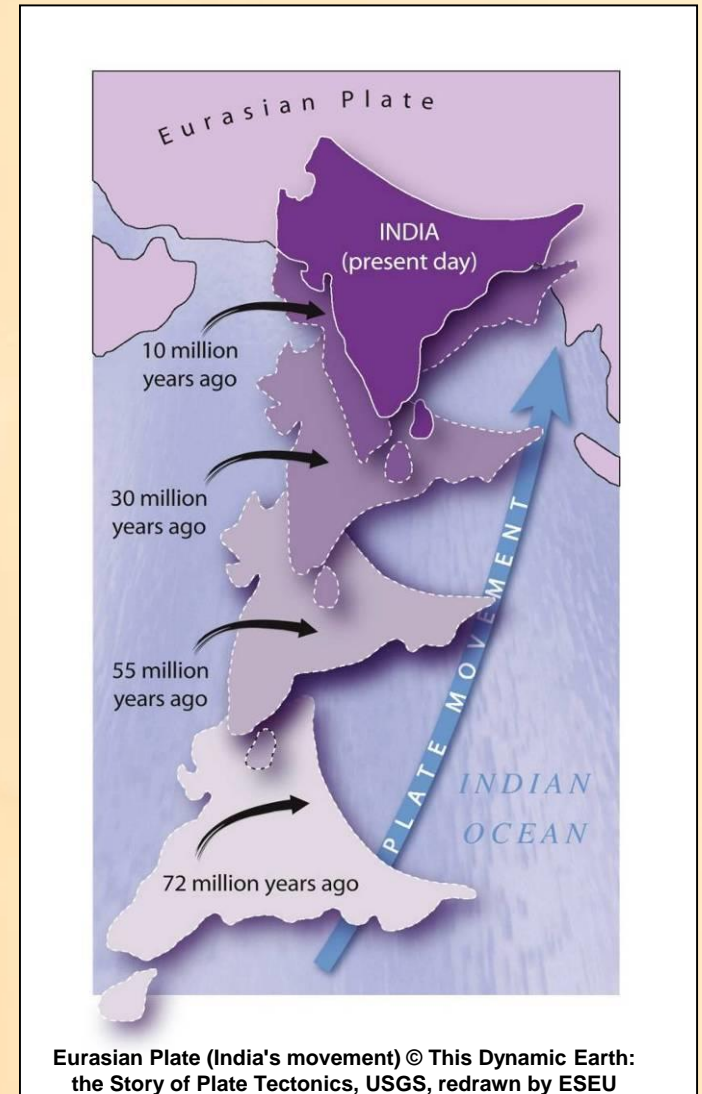 Eurasian Plate
INDIA
(present day)
10 million
years ago
30 million
years ago
55 million
years ago
72 million years ago
PLATE MOVEMENT
INDIAN
OCEAN
Eurasian Plate (India's movement) © This Dynamic Earth:
the Story of Plate Tectonics, USGS, redrawn by ESEU